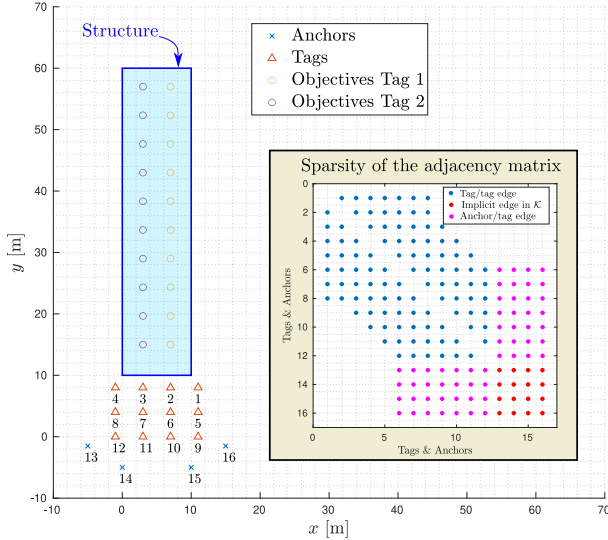 Structure
Anchors
Tags
Objectives Tag 1
Objectives Tag 2
70
60
50
40
30
20
10
0
-10
y [m]
4 3 2 1
8 7 6 5
12 11 10 9
13 16
14 15
-10 0 10 20 30 40 50 60 70
x [m]
Sparsity of the adjacency matrix
Tag/tag edge
Implicit edge in 𝒦
Anchor/tag edge
0
2
4
6
8
10
12
14
16
Tags & Anchors
0 5 10 15
Tags & Anchors